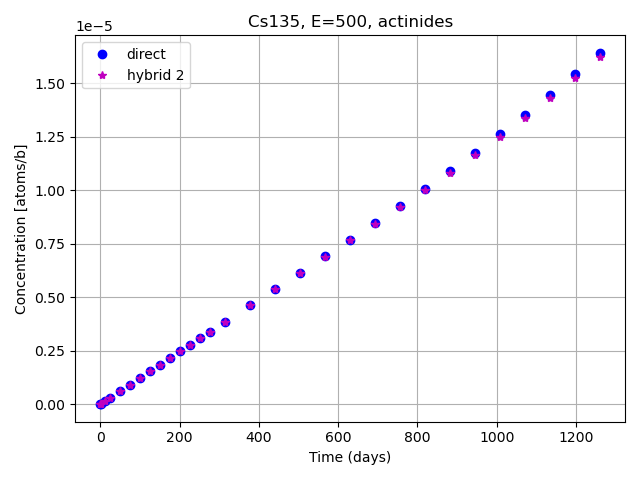 Cs135, E=500, actinides
1e−5
direct
hybrid 2
1.50
1.25
1.00
0.75
0.50
0.25
0.00
Concentration [atoms/b]
0 200 400 600 800 1000 1200
Time (days)